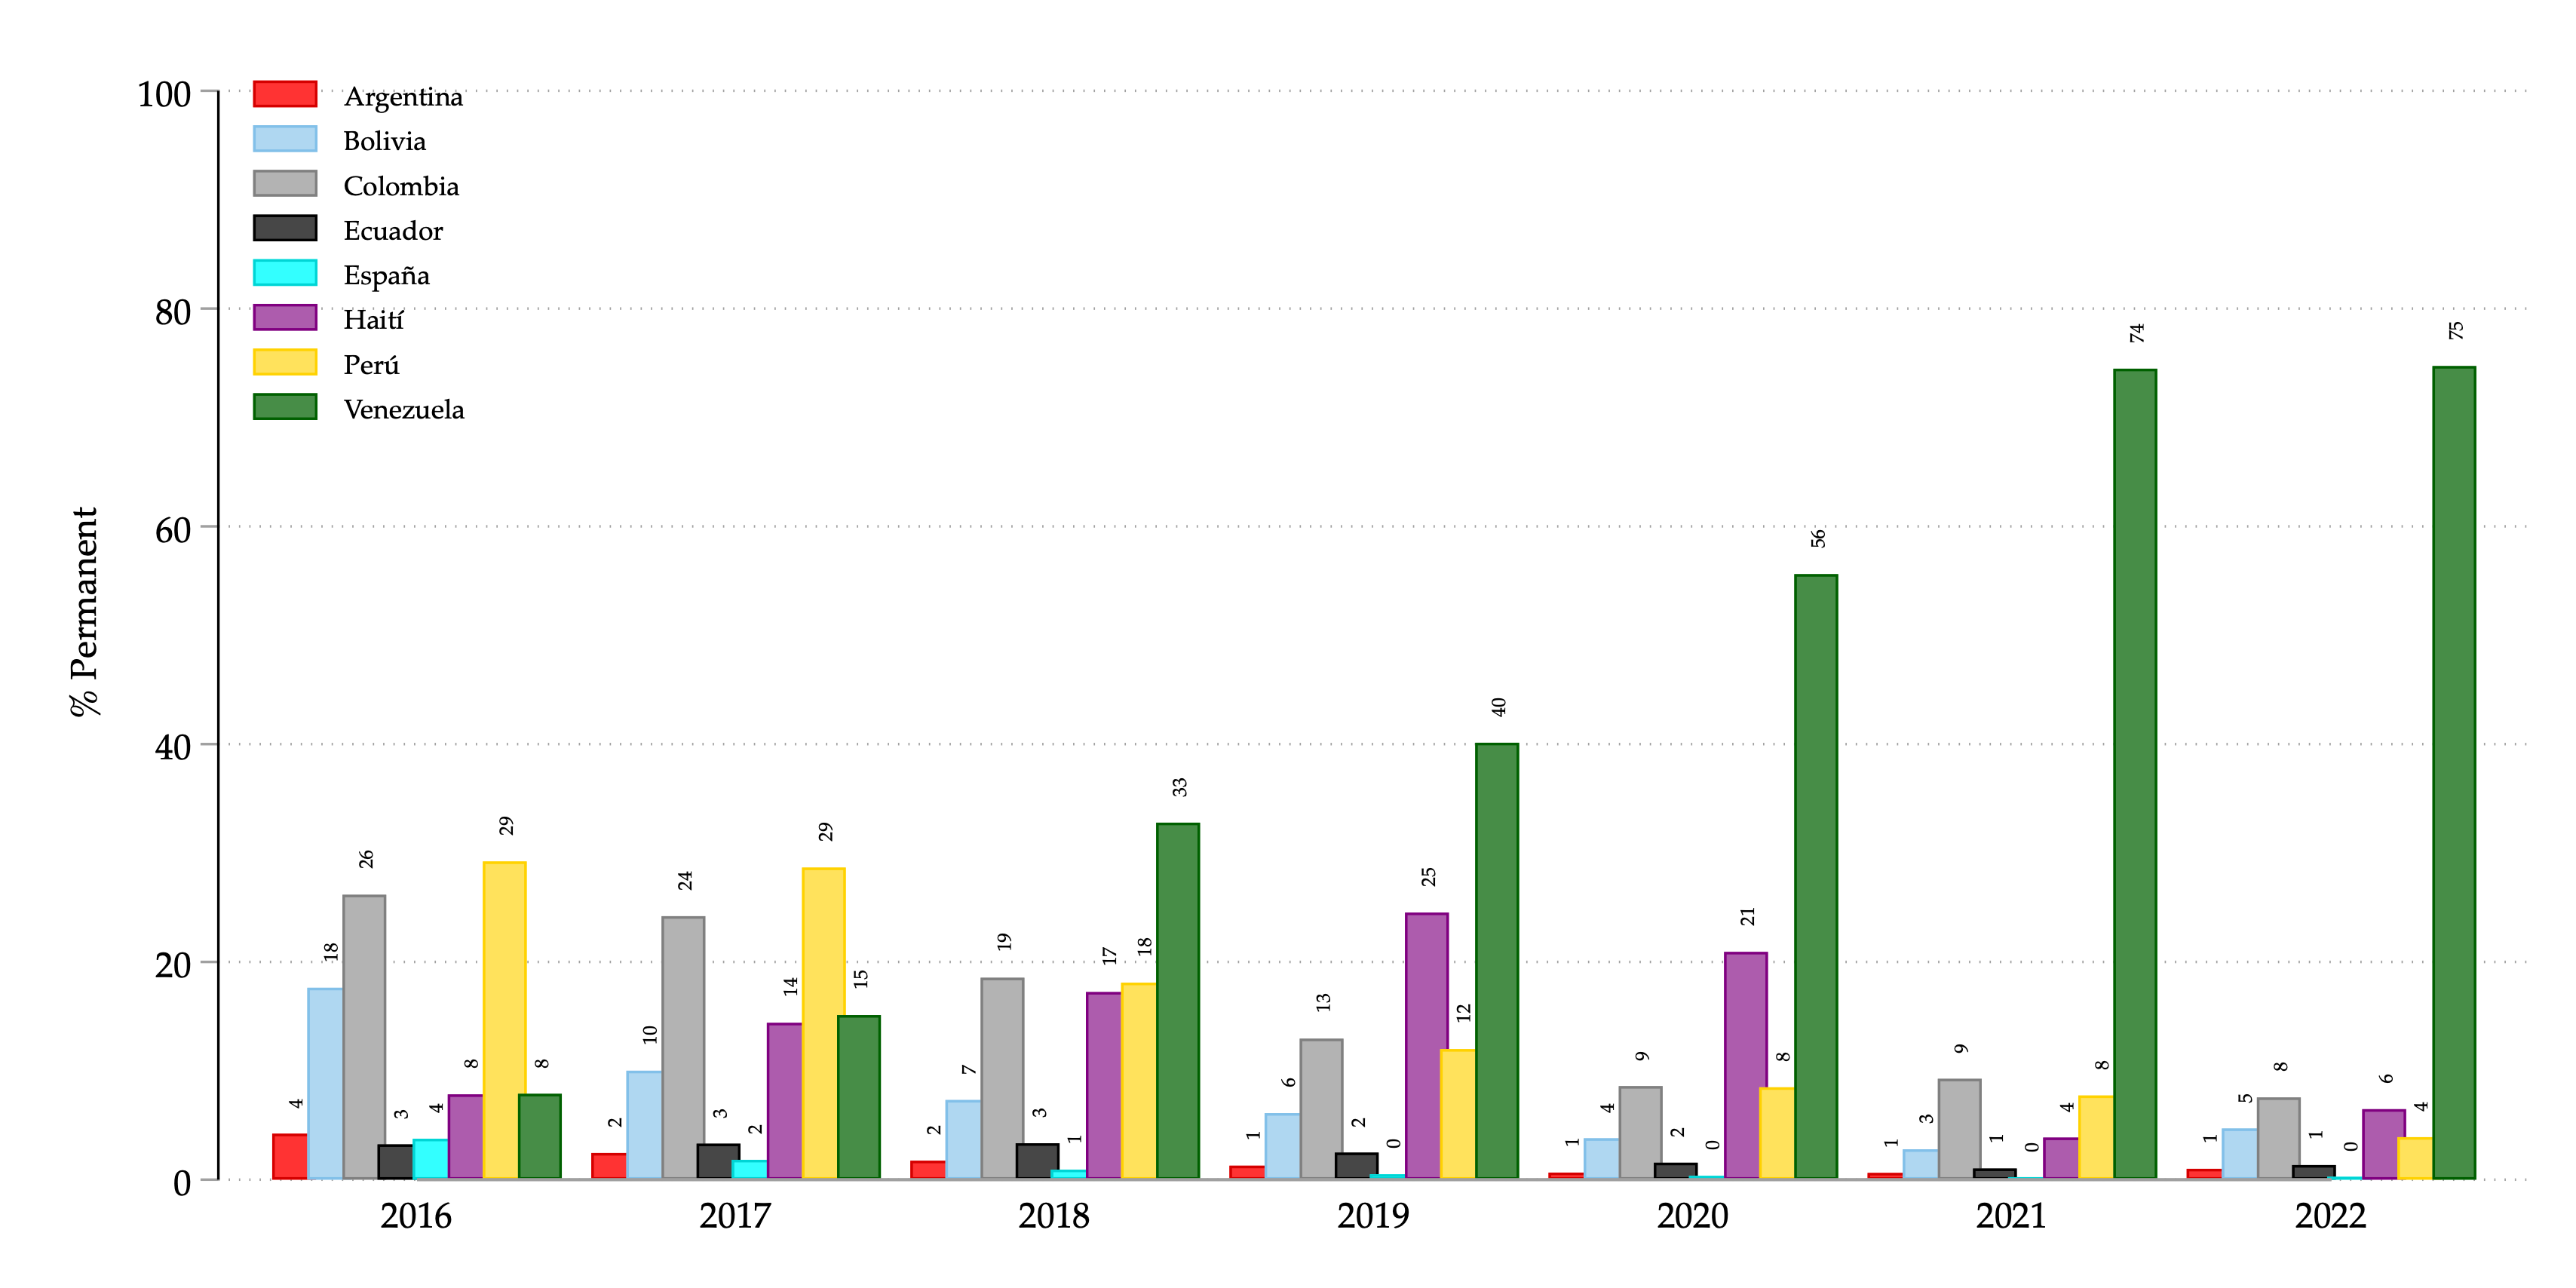 % Permanent
100
80
60
40
20
0
Argentina
Bolivia
Colombia
Ecuador
España
Haití
Perú
Venezuela
4 18 26 3 4 8 29 8
2 10 24 3 2 14 29 15
2 7 19 3 1 17 18 33
1 6 13 2 0 25 12 40
1 4 9 2 0 21 8 56
1 3 9 1 0 4 8 74
1 5 8 1 0 6 4 75
2016 2017 2018 2019 2020 2021 2022